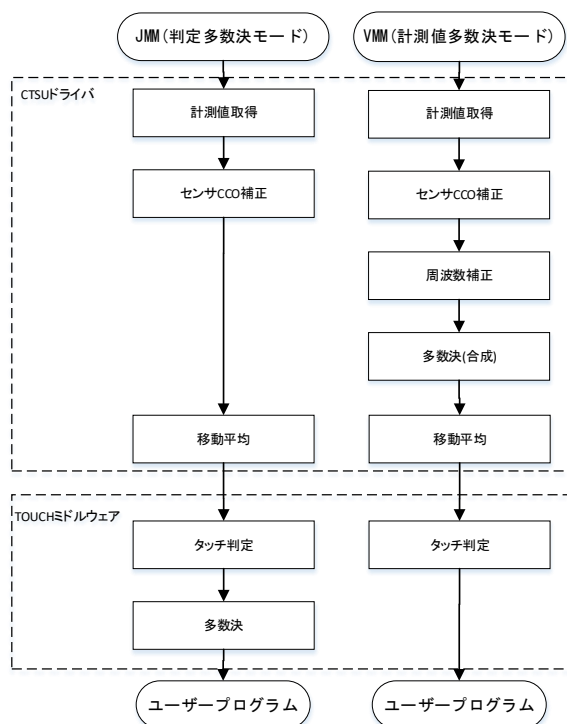 JMM(判定多数決モード)
VMM(計測値多数決モード)
CTSUドライバ
計測値取得
計測値取得
センサCCO補正
センサCCO補正
周波数補正
多数決(合成)
移動平均
移動平均
TOUCHミドルウェア
タッチ判定
タッチ判定
多数決
ユーザープログラム
ユーザープログラム